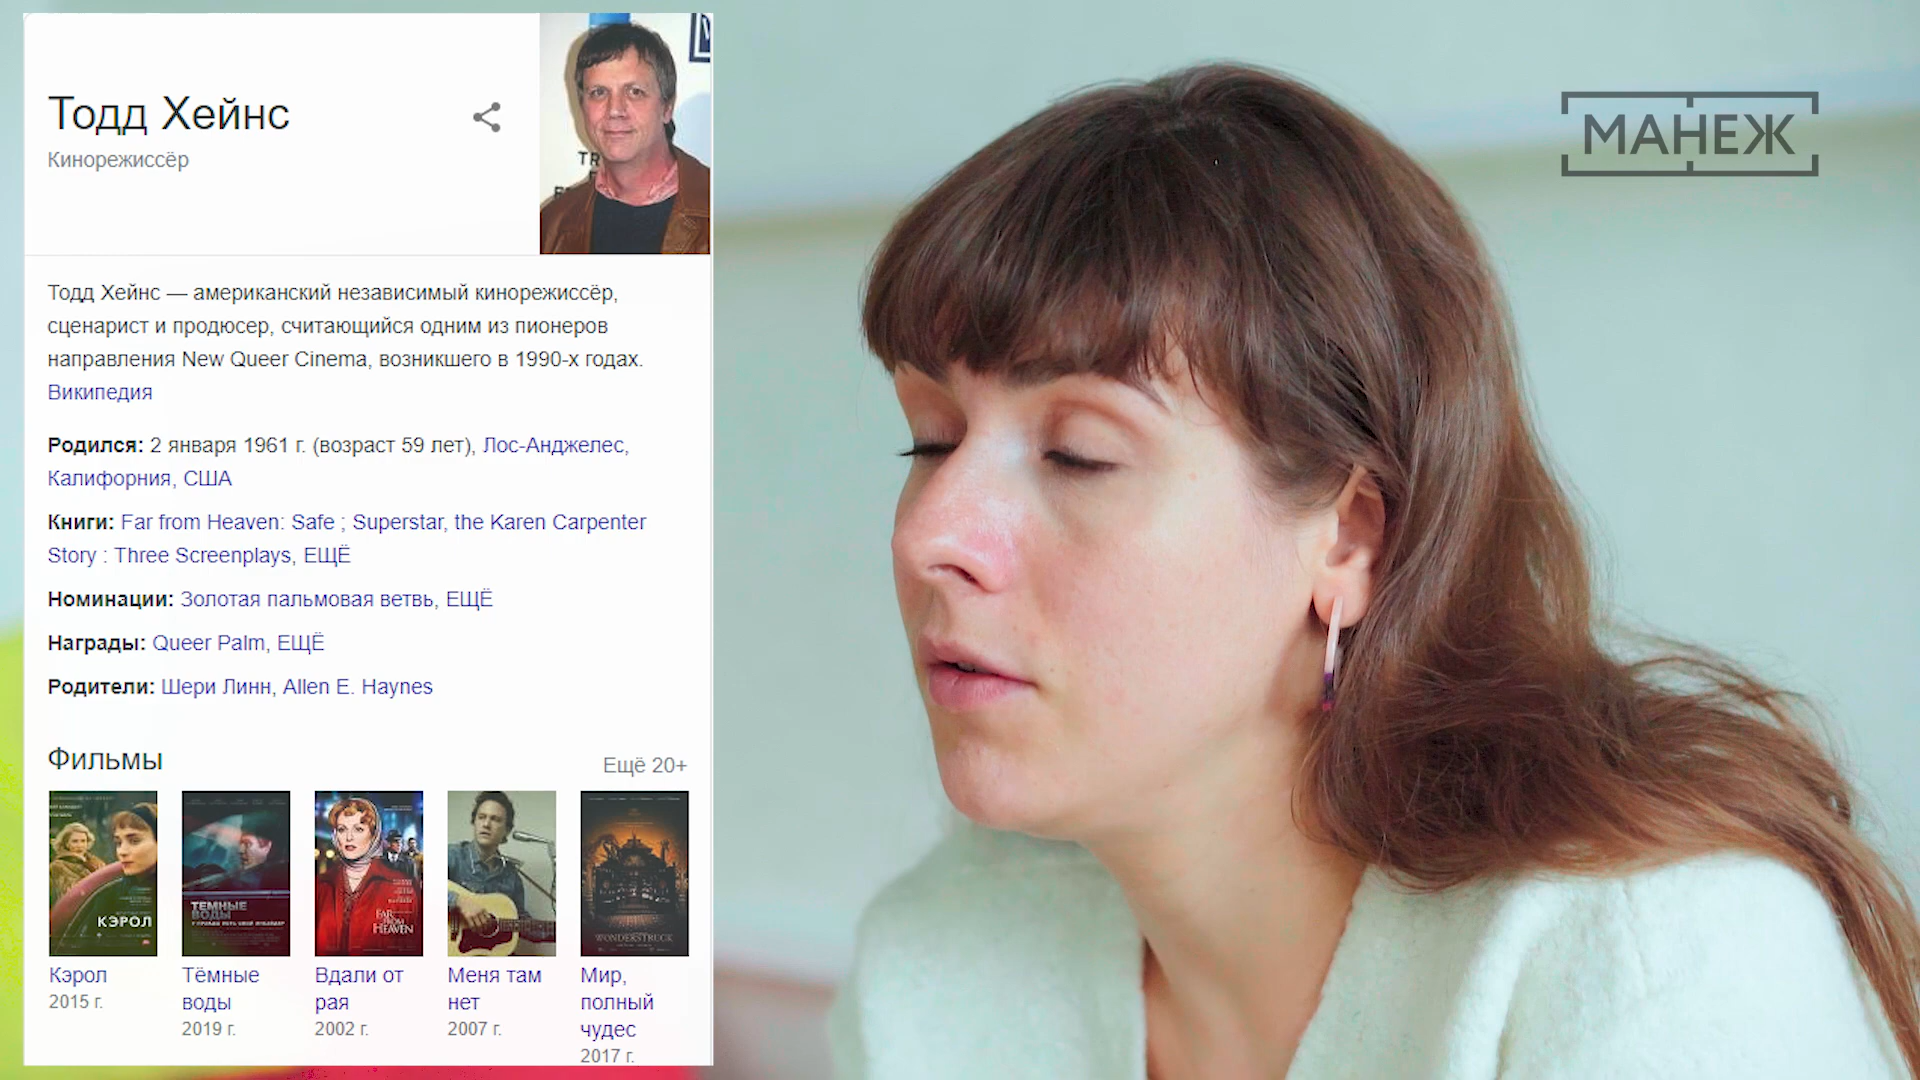 Тодд Хейнс
Кинорежиссёр
TR
Тодд Хейнс — американский независимый кинорежиссёр,
сценарист и продюсер, считающийся одним из пионеров
направления New Queer Cinema, возникшего в 1990-х годах.
Википедия
Родился: 2 января 1961 г. (возраст 59 лет), Лос-Анджелес,
Калифорния, США
Книги: Far from Heaven: Safe ; Superstar, the Karen Carpenter
Story : Three Screenplays, ЕЩЁ
Номинации: Золотая пальмовая ветвь, ЕЩЁ
Награды: Queer Palm, ЕЩЁ
Родители: Шери Линн, Allen E. Haynes
Фильмы
Ещё 20+
КЭРОЛ
ТЕМНЫЕ
ВОДЫ
FAR
FROM
HEAVEN
WONDERSTRUCK
Кэрол
2015 г.
Тёмные
воды
2019 г.
Вдали от
рая
2002 г.
Меня там
нет
2007 г.
Мир,
полный
чудес
2017 г.
МАНЕЖ